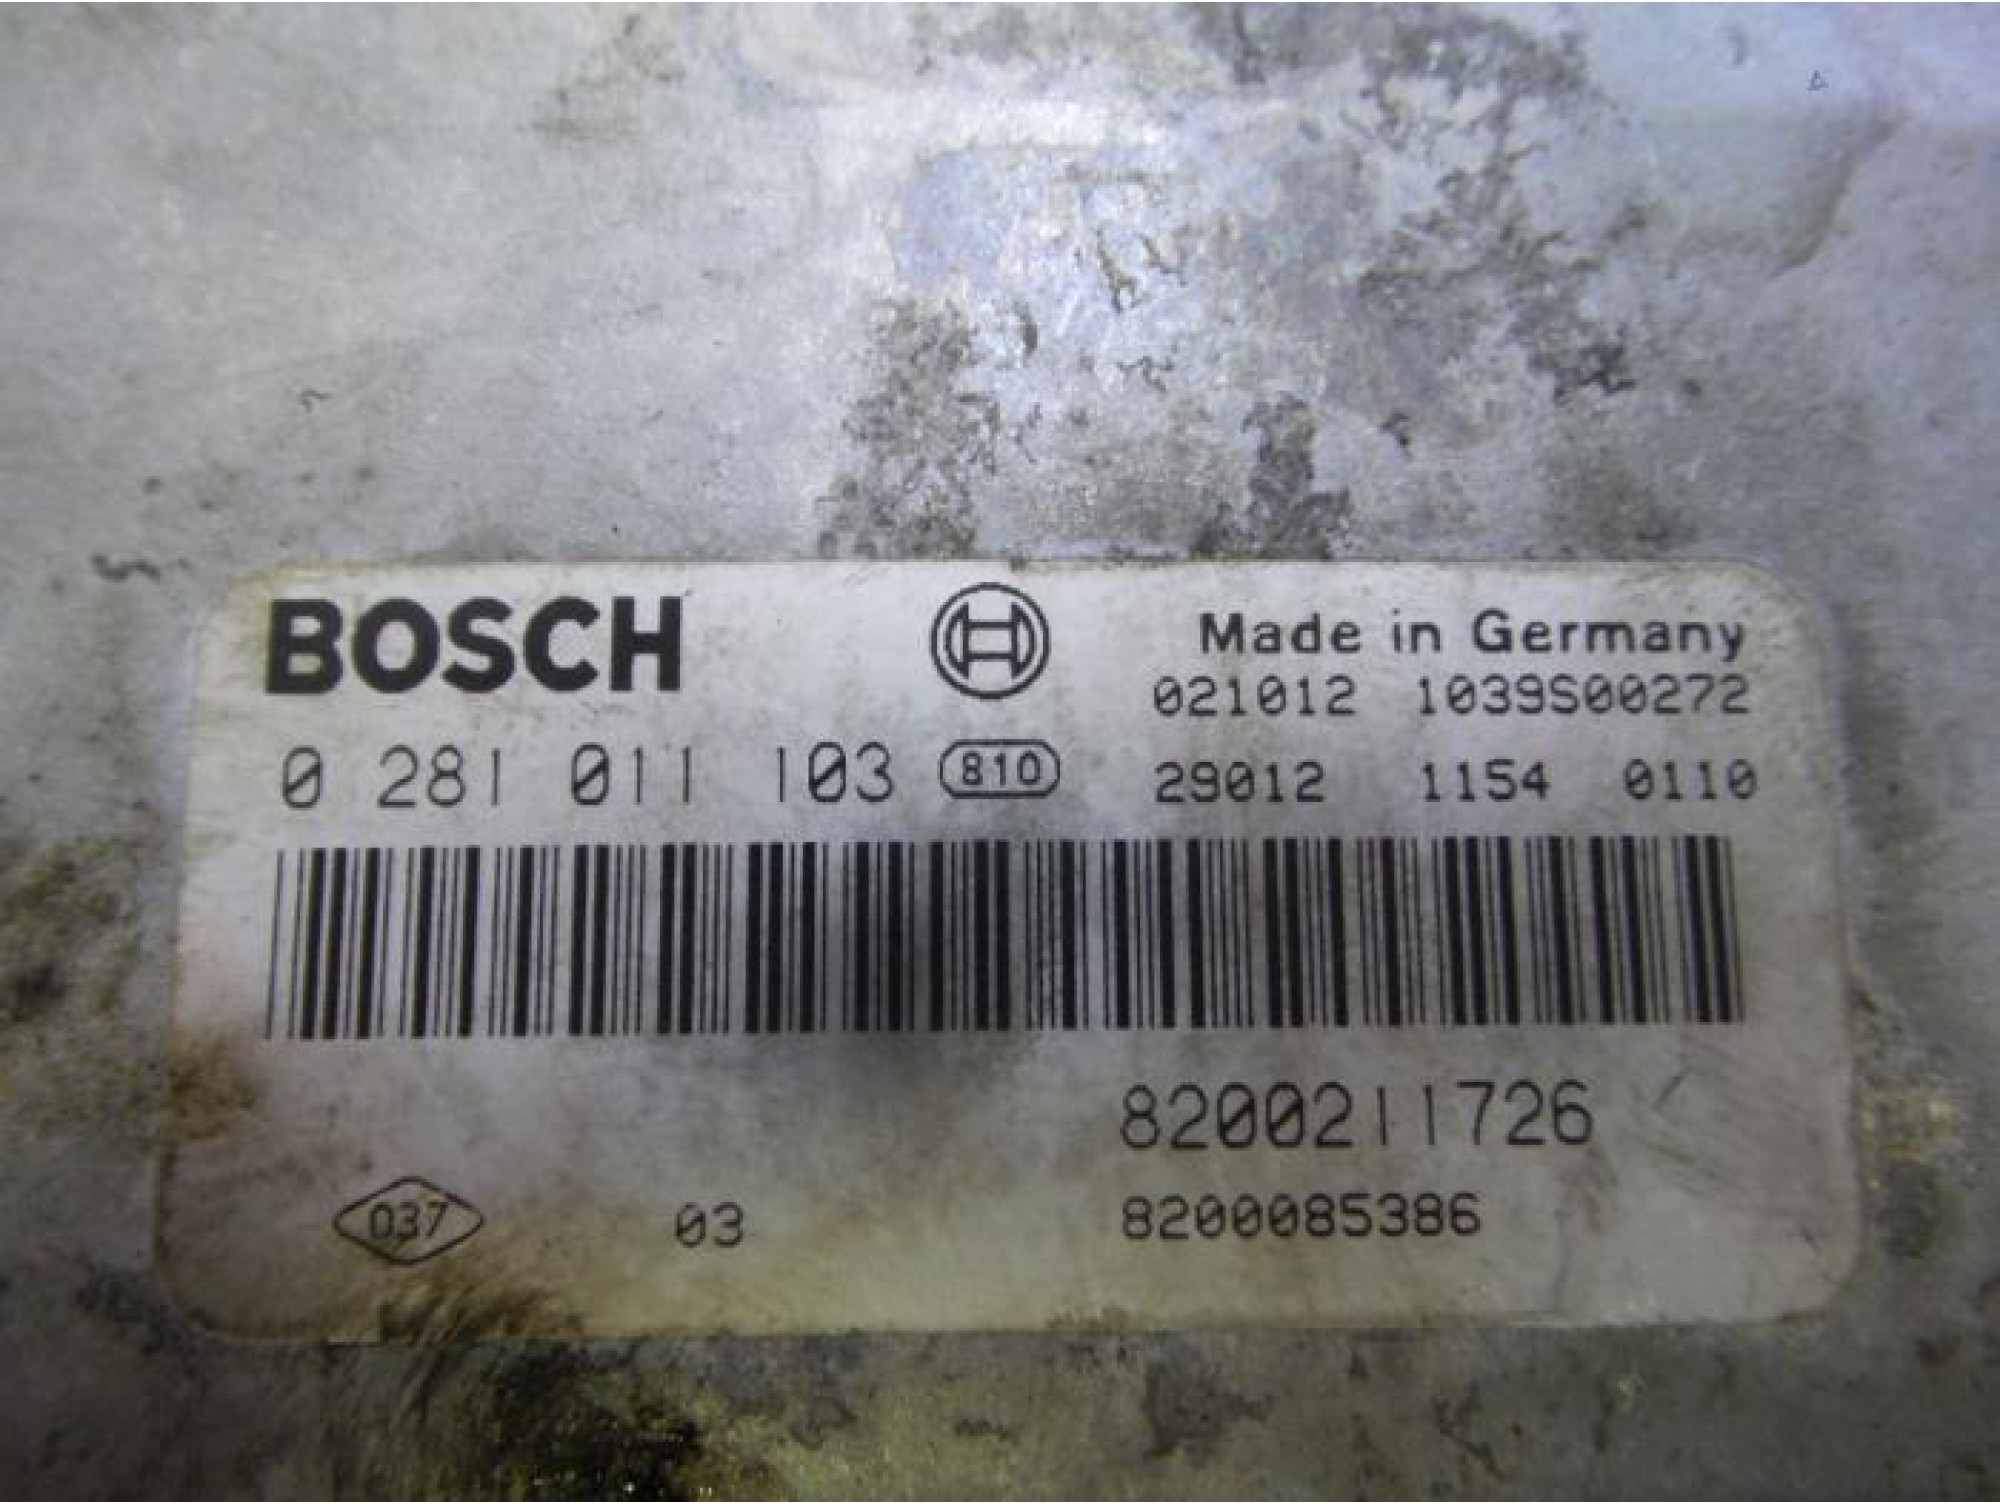 BOSCH Made in Germany
021012 1039S00272
0 281 011 103 810 29012 1154 0110
8200211726
037 03 8200085386